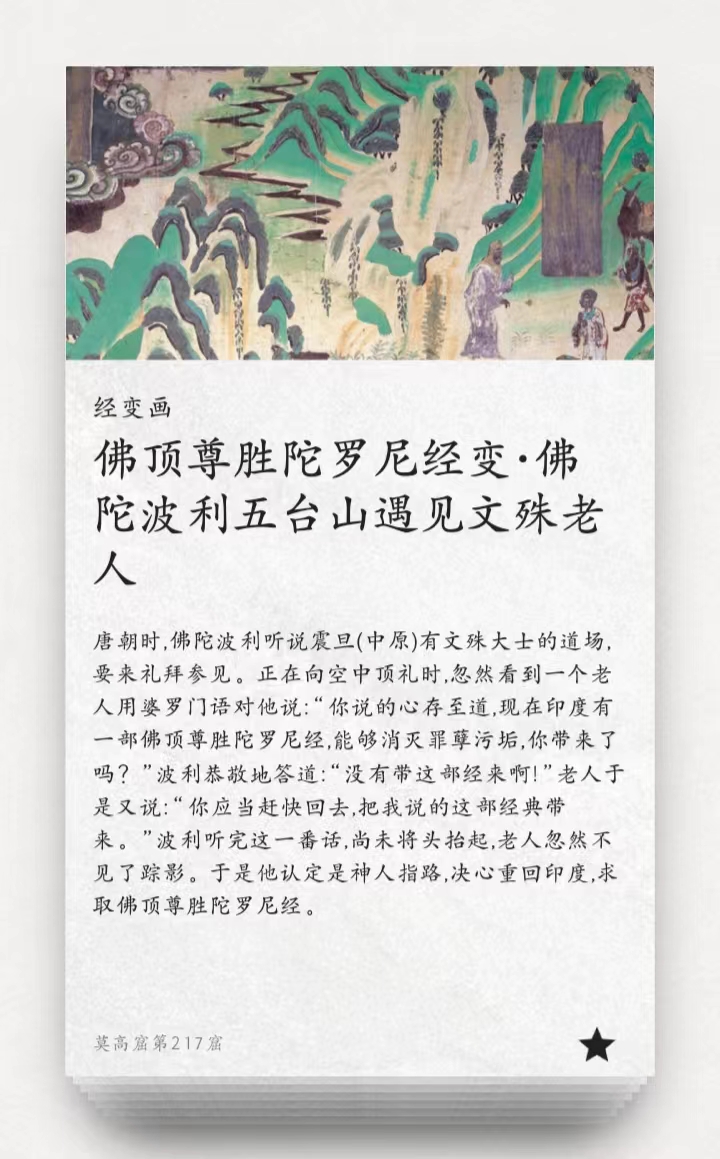 经变画
佛顶尊胜陀罗尼经变·佛
陀波利五台山遇见文殊老
人
唐朝时,佛陀波利听说震旦(中原)有文殊大士的道场,
要来礼拜参见。正在向空中顶礼时,忽然看到一个老
人用婆罗门语对他说:“你说的心存至道,现在印度有
一部佛顶尊胜陀罗尼经,能够消灭罪孽污垢,你带来了
吗？”波利恭敬地答道:“没有带这部经来啊!”老人于
是又说:“你应当赶快回去,把我说的这部经典带
来。”波利听完这一番话,尚未将头抬起,老人忽然不
见了踪影。于是他认定是神人指路,决心重回印度,求
取佛顶尊胜陀罗尼经。
莫高窟第217窟